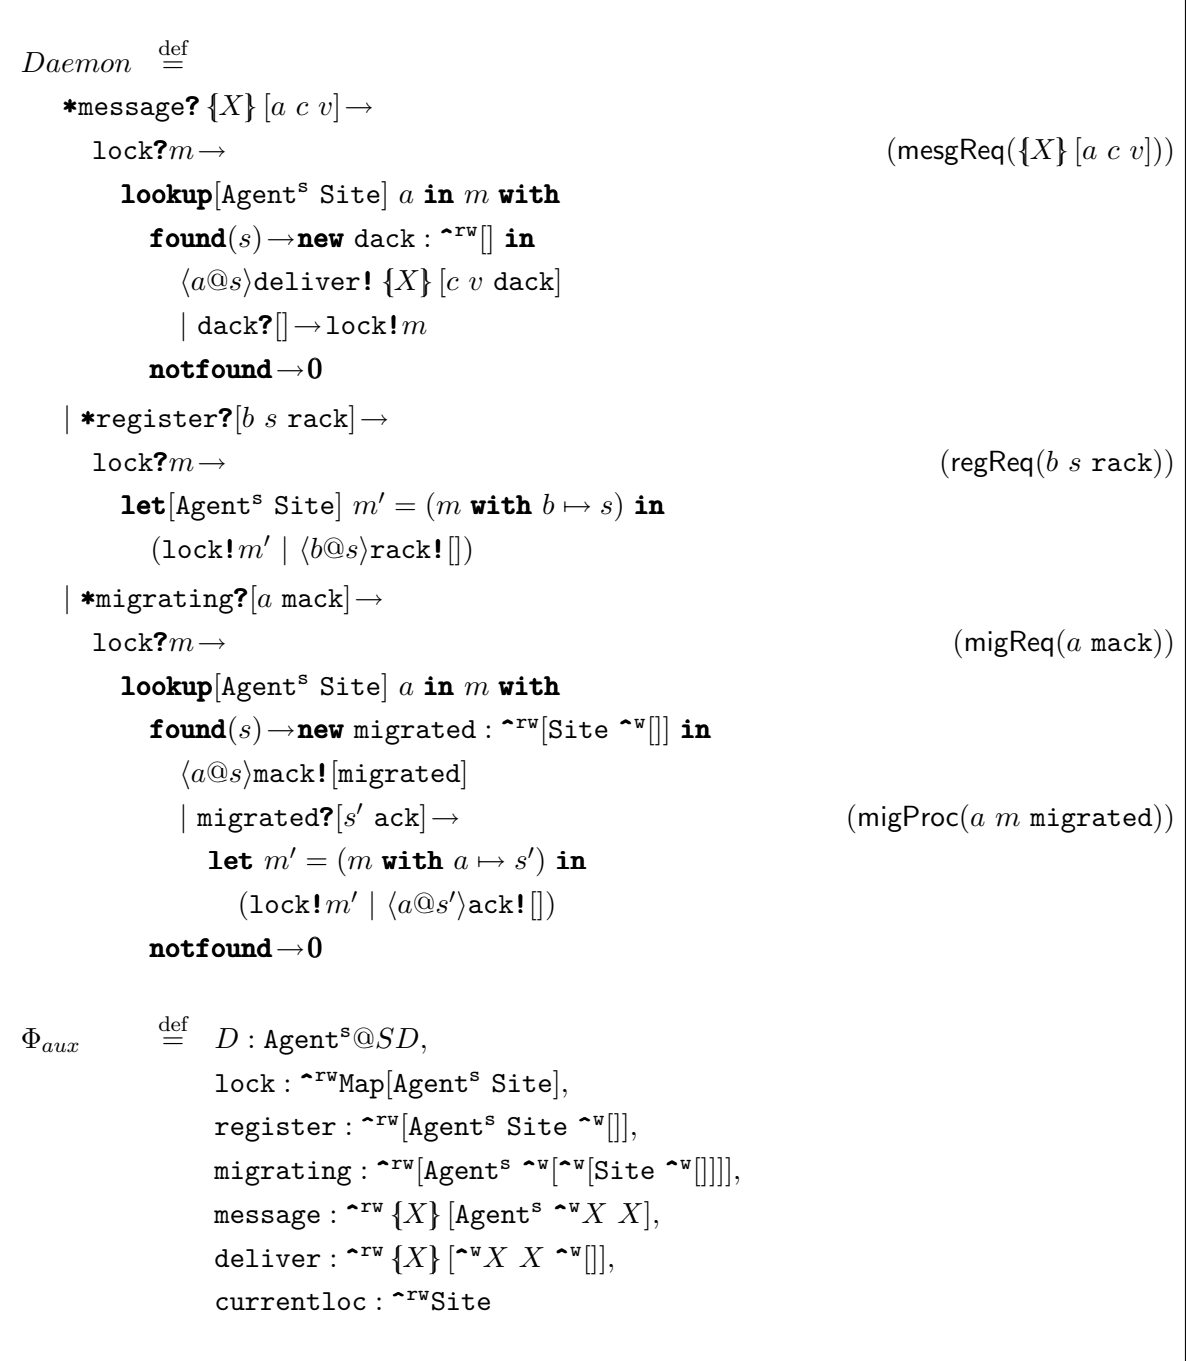 Daemon def=
*message? {X} [a c v]→
lock?m→ (mesgReq({X} [a c v]))
lookup[Agentˢ Site] a in m with
found(s)→new dack : ^ʳʷ[] in
⟨a@s⟩deliver! {X} [c v dack]
| dack?[]→lock!m
notfound→0
| *register?[b s rack]→
lock?m→ (regReq(b s rack))
let[Agentˢ Site] m′ = (m with b ↦ s) in
(lock!m′ | ⟨b@s⟩rack![])
| *migrating?[a mack]→
lock?m→ (migReq(a mack))
lookup[Agentˢ Site] a in m with
found(s)→new migrated : ^ʳʷ[Site ^ʷ[]] in
⟨a@s⟩mack![migrated]
| migrated?[s′ ack]→ (migProc(a m migrated))
let m′ = (m with a ↦ s′) in
(lock!m′ | ⟨a@s′⟩ack![])
notfound→0
Φaux def= D : Agentˢ@SD,
lock : ^ʳʷMap[Agentˢ Site],
register : ^ʳʷ[Agentˢ Site ^ʷ[]],
migrating : ^ʳʷ[Agentˢ ^ʷ[^ʷ[Site ^ʷ[]]]],
message : ^ʳʷ {X} [Agentˢ ^ʷX X],
deliver : ^ʳʷ {X} [^ʷX X ^ʷ[]],
currentloc : ^ʳʷSite